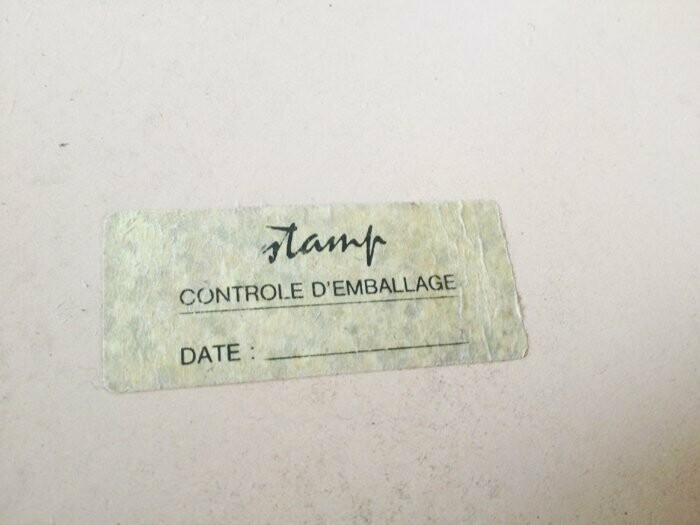 stamp
CONTROLE D'EMBALLAGE
DATE :